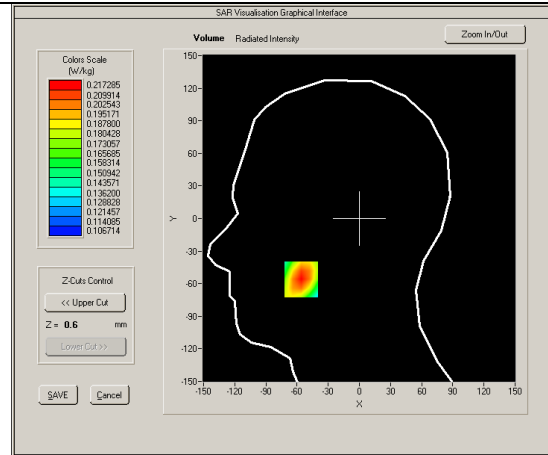 SAR Visualisation Graphical Interface
Volume Radiated Intensity
Zoom In/Out
Colors Scale
(W/kg)
0.217285
0.209914
0.202543
0.195171
0.187800
0.180428
0.173057
0.165685
0.158314
0.150942
0.143571
0.136200
0.128828
0.121457
0.114085
0.106714
Z-Cuts Control
<< Upper Cut
Z = 0.6 mm
Lower Cut >>
SAVE Cancel
150
120
90
60
30
0
-30
-60
-90
-120
-150
Y
-150 -120 -90 -60 -30 0 30 60 90 120 150
X